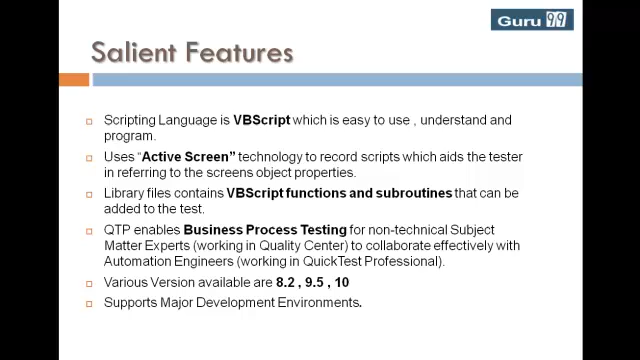 Guru 99
Salient Features
Scripting Language is VBScript which is easy to use , understand and
program.
Uses “Active Screen” technology to record scripts which aids the tester
in referring to the screens object properties.
Library files contains VBScript functions and subroutines that can be
added to the test.
QTP enables Business Process Testing for non-technical Subject
Matter Experts (working in Quality Center) to collaborate effectively with
Automation Engineers (working in QuickTest Professional).
Various Version available are 8.2 , 9.5 , 10
Supports Major Development Environments.